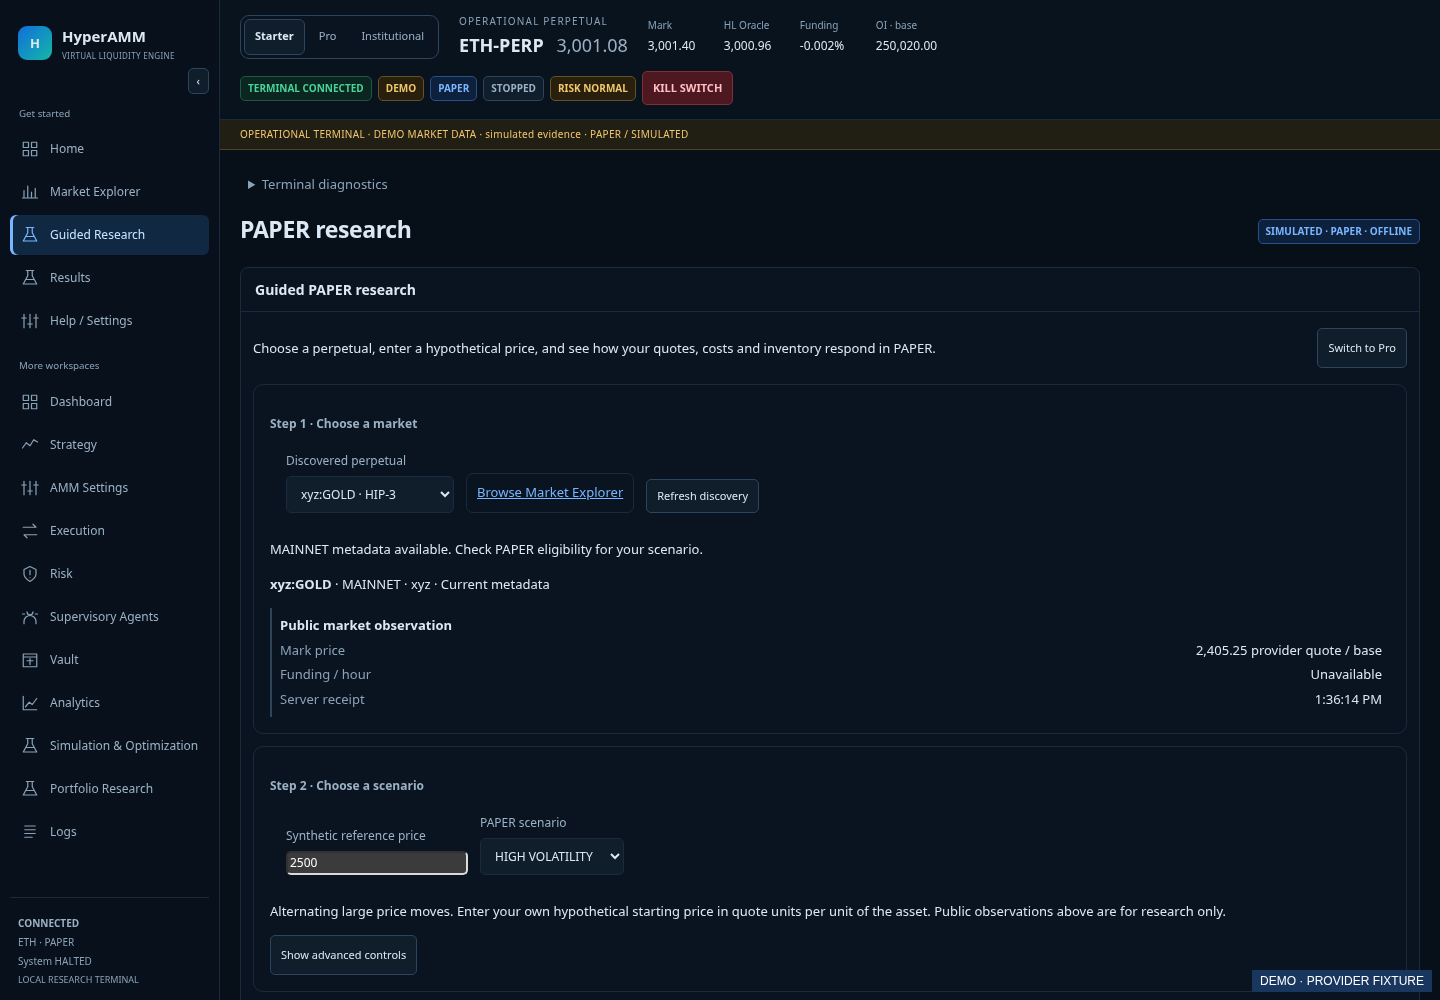 H
HyperAMM
VIRTUAL LIQUIDITY ENGINE
‹
Get started
Home
Market Explorer
Guided Research
Results
Help / Settings
More workspaces
Dashboard
Strategy
AMM Settings
Execution
Risk
Supervisory Agents
Vault
Analytics
Simulation & Optimization
Portfolio Research
Logs
CONNECTED
ETH · PAPER
System HALTED
LOCAL RESEARCH TERMINAL
Starter Pro Institutional
OPERATIONAL PERPETUAL
ETH-PERP 3,001.08
Mark
3,001.40
HL Oracle
3,000.96
Funding
-0.002%
OI · base
250,020.00
TERMINAL CONNECTED DEMO PAPER STOPPED RISK NORMAL KILL SWITCH
OPERATIONAL TERMINAL · DEMO MARKET DATA · simulated evidence · PAPER / SIMULATED
▶ Terminal diagnostics
PAPER research
SIMULATED · PAPER · OFFLINE
Guided PAPER research
Choose a perpetual, enter a hypothetical price, and see how your quotes, costs and inventory respond in PAPER.
Switch to Pro
Step 1 · Choose a market
Discovered perpetual
xyz:GOLD · HIP-3
Browse Market Explorer
Refresh discovery
MAINNET metadata available. Check PAPER eligibility for your scenario.
xyz:GOLD · MAINNET · xyz · Current metadata
Public market observation
Mark price 2,405.25 provider quote / base
Funding / hour Unavailable
Server receipt 1:36:14 PM
Step 2 · Choose a scenario
Synthetic reference price
2500
PAPER scenario
HIGH VOLATILITY
Alternating large price moves. Enter your own hypothetical starting price in quote units per unit of the asset. Public observations above are for research only.
Show advanced controls
DEMO · PROVIDER FIXTURE